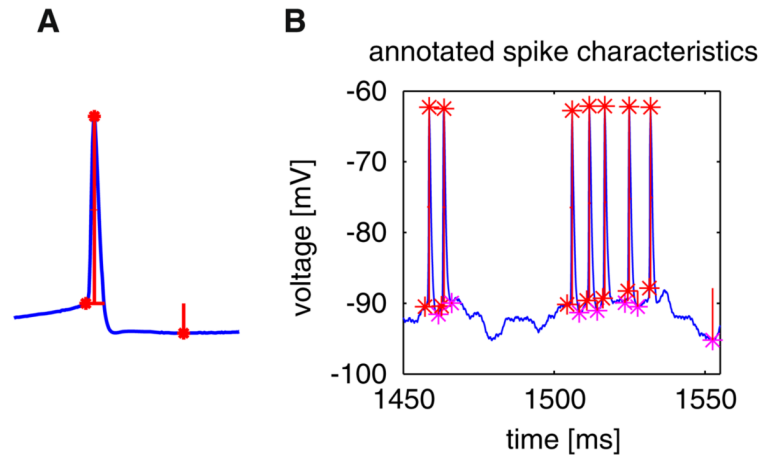 A
B
annotated spike characteristics
voltage [mV]
-60
-70
-80
-90
-100
1450
1500
1550
time [ms]